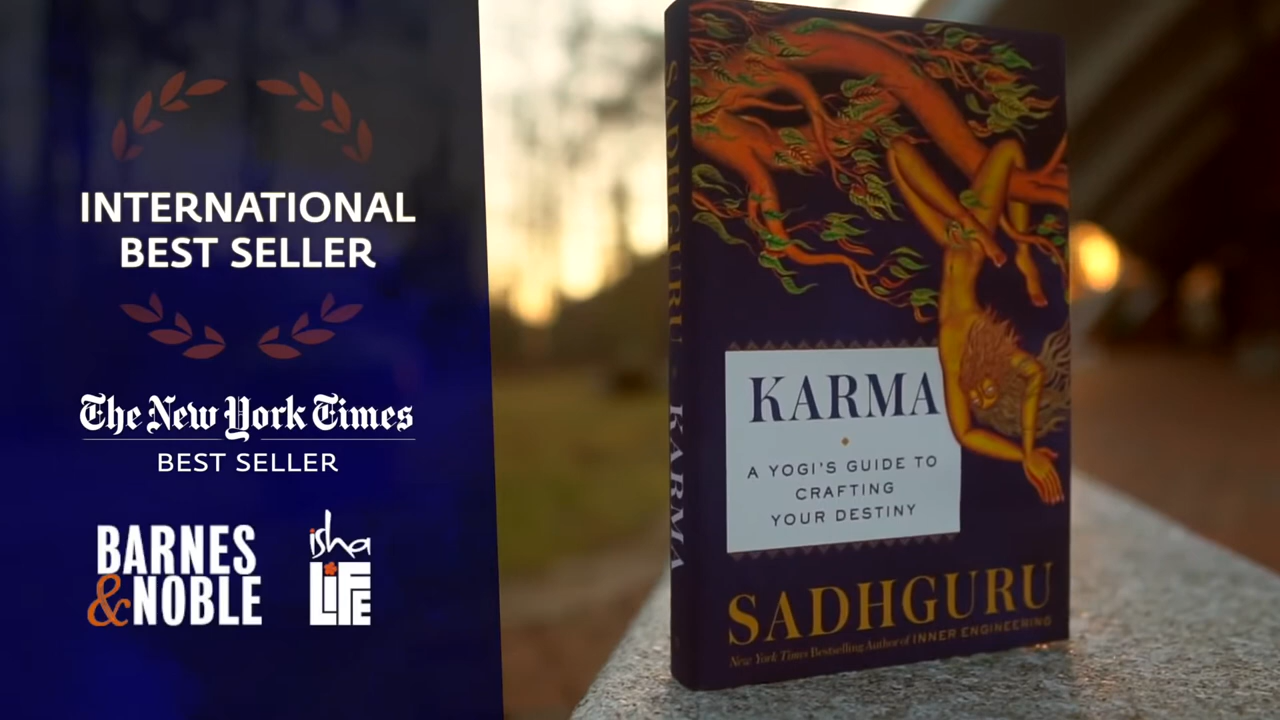 INTERNATIONAL
BEST SELLER
The New York Times
BEST SELLER
BARNES
&NOBLE
isha
LIFE
SADHGURU KARMA
KARMA
A YOGI'S GUIDE TO
CRAFTING
YOUR DESTINY
SADHGURU
New York Times Bestselling Author of INNER ENGINEERING